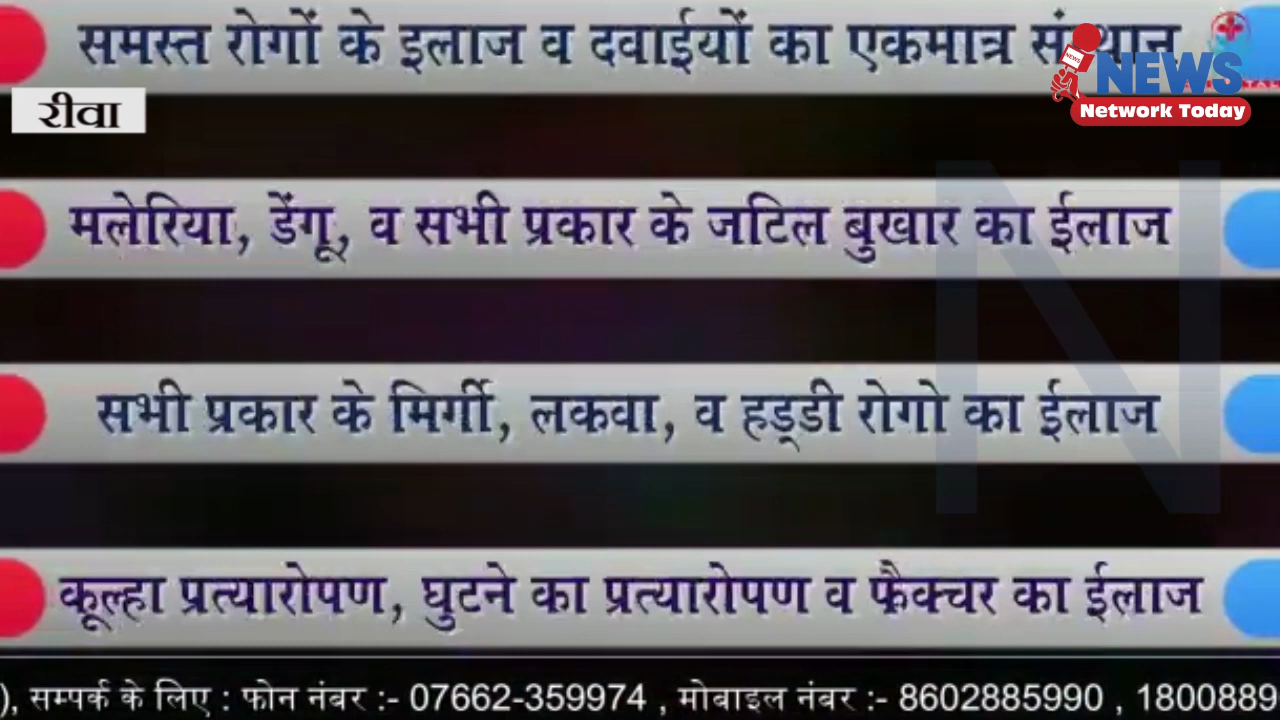 समस्त रोगों के इलाज व दवाईयों का एकमात्र
NEWS
Network Today
रीवा
मलेरिया, डेंगू, व सभी प्रकार के जटिल बुखार का ईलाज
सभी प्रकार के मिर्गी, लकवा, व हड्डी रोगो का ईलाज
कूल्हा प्रत्यारोपण, घुटने का प्रत्यारोपण व फ्रैक्चर का ईलाज
), सम्पर्क के लिए : फोन नंबर :- 07662-359974 , मोबाइल नंबर :- 8602885990 , 1800889